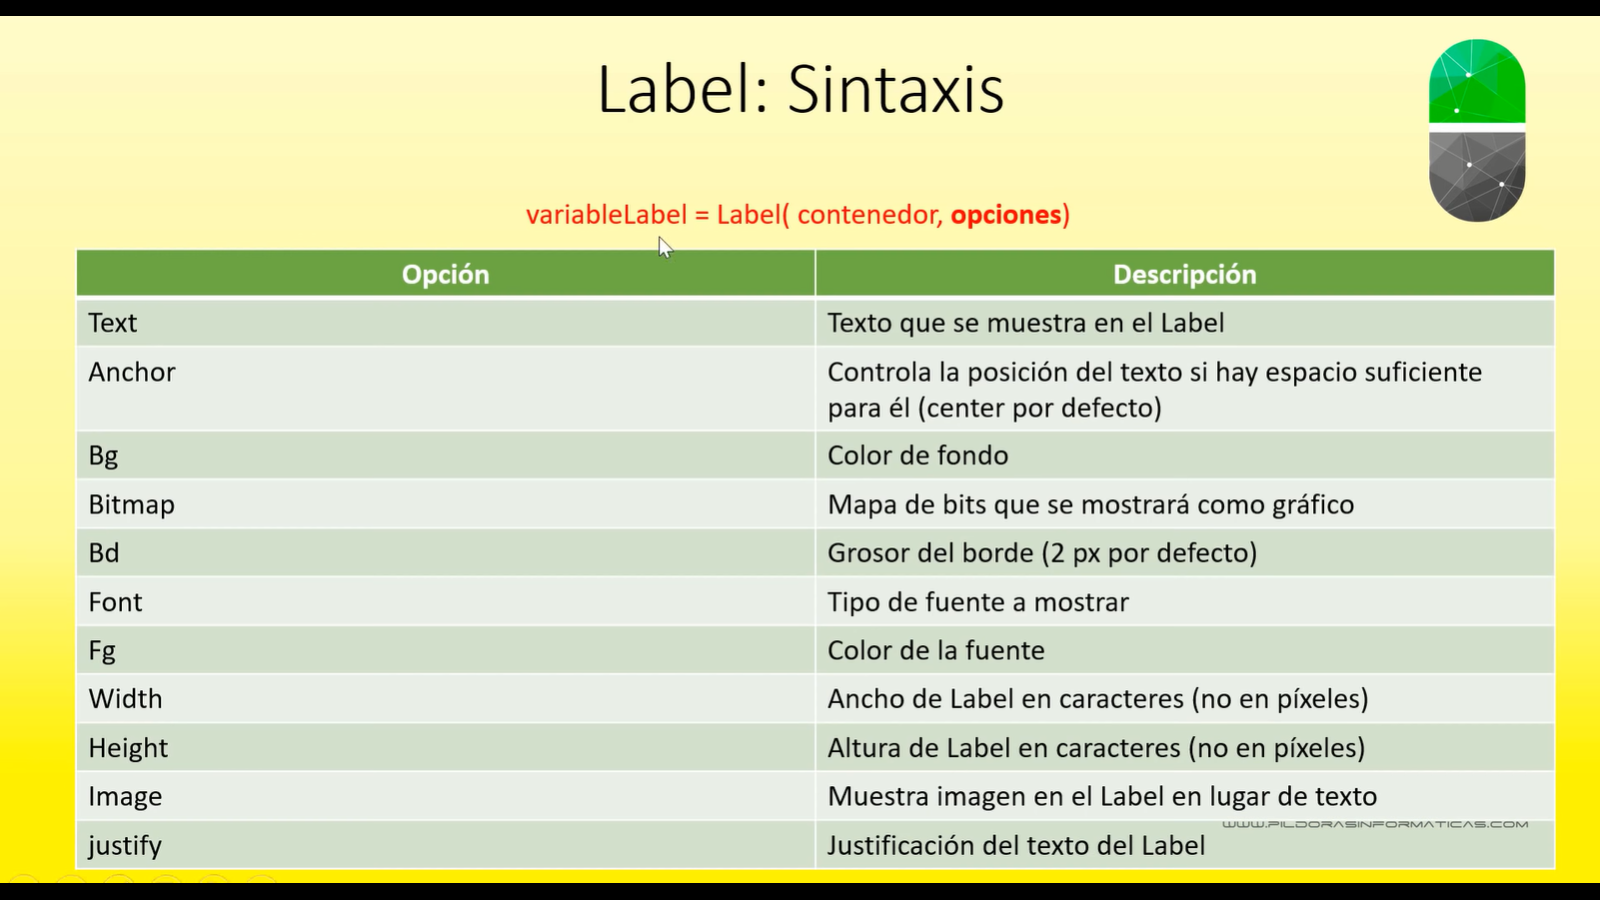 Label: Sintaxis
variableLabel = Label( contenedor, opciones)
Opción Descripción
Text Texto que se muestra en el Label
Anchor Controla la posición del texto si hay espacio suficiente
para él (center por defecto)
Bg Color de fondo
Bitmap Mapa de bits que se mostrará como gráfico
Bd Grosor del borde (2 px por defecto)
Font Tipo de fuente a mostrar
Fg Color de la fuente
Width Ancho de Label en caracteres (no en píxeles)
Height Altura de Label en caracteres (no en píxeles)
Image Muestra imagen en el Label en lugar de texto
WWW.PILDORASINFORMATICAS.COM
justify Justificación del texto del Label